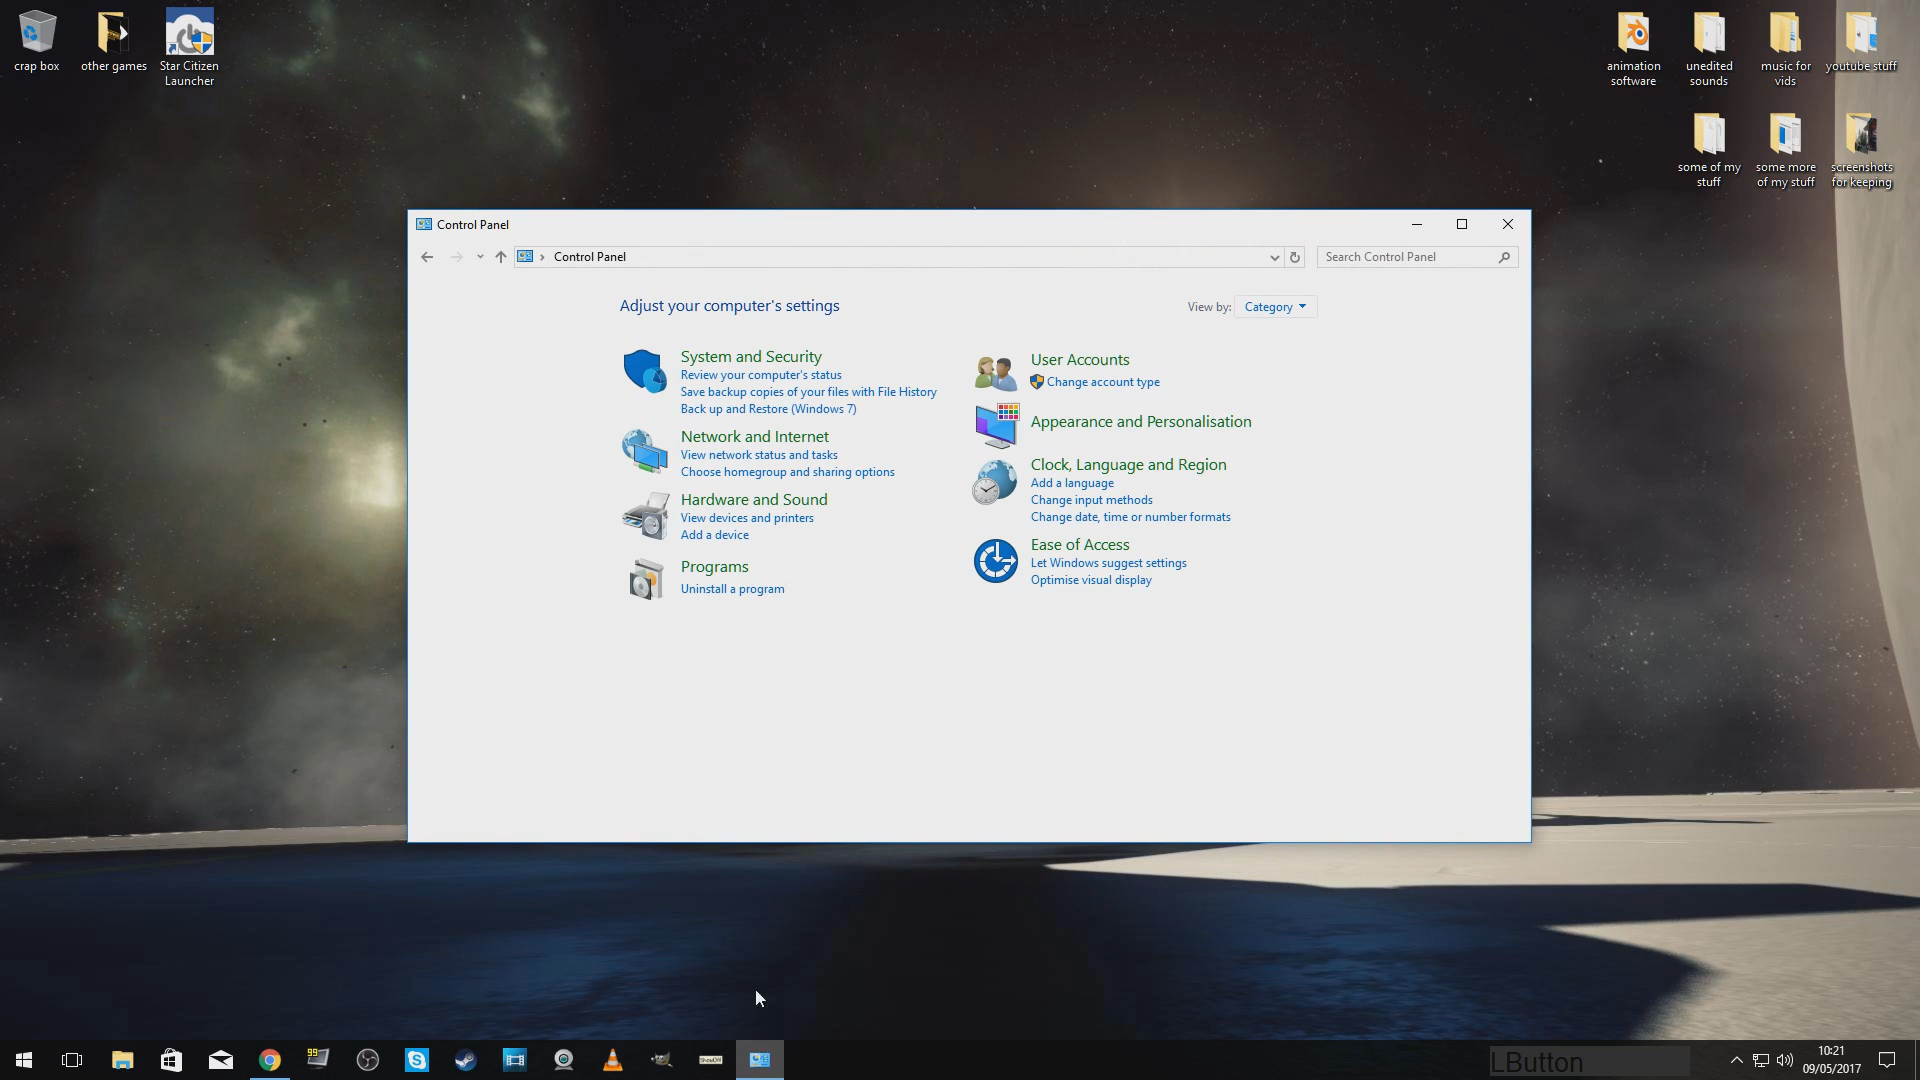 crap box
other games
Star Citizen
Launcher
animation
software
unedited
sounds
music for
vids
youtube stuff
some of my
stuff
some more
of my stuff
screenshots
for keeping
Control Panel
Control Panel
Search Control Panel
Adjust your computer's settings
View by: Category
System and Security
Review your computer's status
Save backup copies of your files with File History
Back up and Restore (Windows 7)
Network and Internet
View network status and tasks
Choose homegroup and sharing options
Hardware and Sound
View devices and printers
Add a device
Programs
Uninstall a program
User Accounts
Change account type
Appearance and Personalisation
Clock, Language and Region
Add a language
Change input methods
Change date, time or number formats
Ease of Access
Let Windows suggest settings
Optimise visual display
99
LButton
10:21
09/05/2017